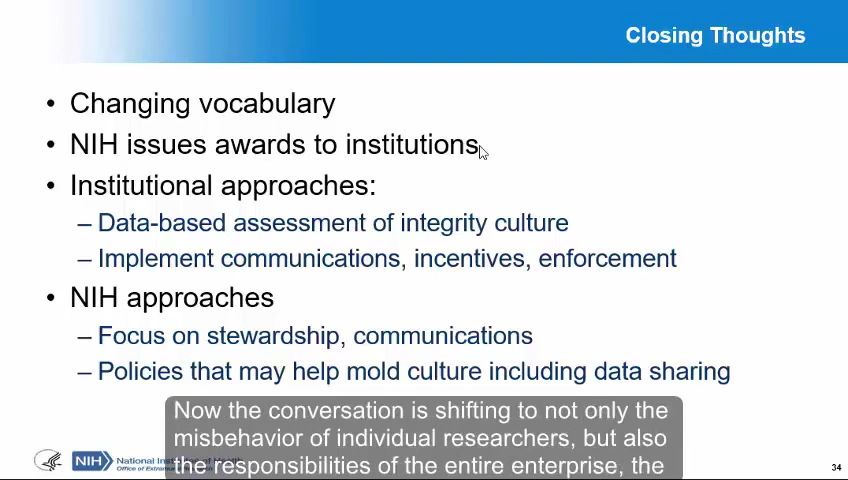 Closing Thoughts
• Changing vocabulary
• NIH issues awards to institutions
• Institutional approaches:
– Data-based assessment of integrity culture
– Implement communications, incentives, enforcement
• NIH approaches
– Focus on stewardship, communications
– Policies that may help mold culture including data sharing
Now the conversation is shifting to not only the
misbehavior of individual researchers, but also
the responsibilities of the entire enterprise, the
NIH
National
Office of
34